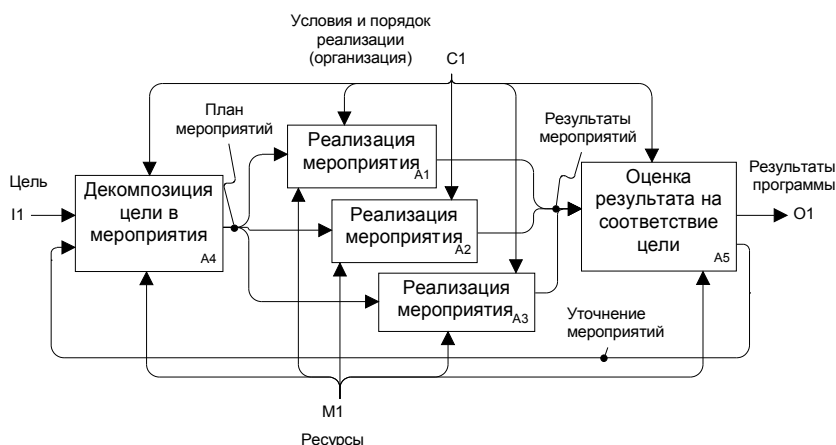 Условия и порядок
реализации
(организация)
C1
План
мероприятий
Результаты
мероприятий
Реализация
мероприятия
A1
Цель
I1
Декомпозиция
цели в
мероприятия
A4
Реализация
мероприятия
A2
Оценка
результата на
соответствие
цели
A5
Результаты
программы
O1
Реализация
мероприятия
A3
Уточнение
мероприятий
M1
Ресурсы